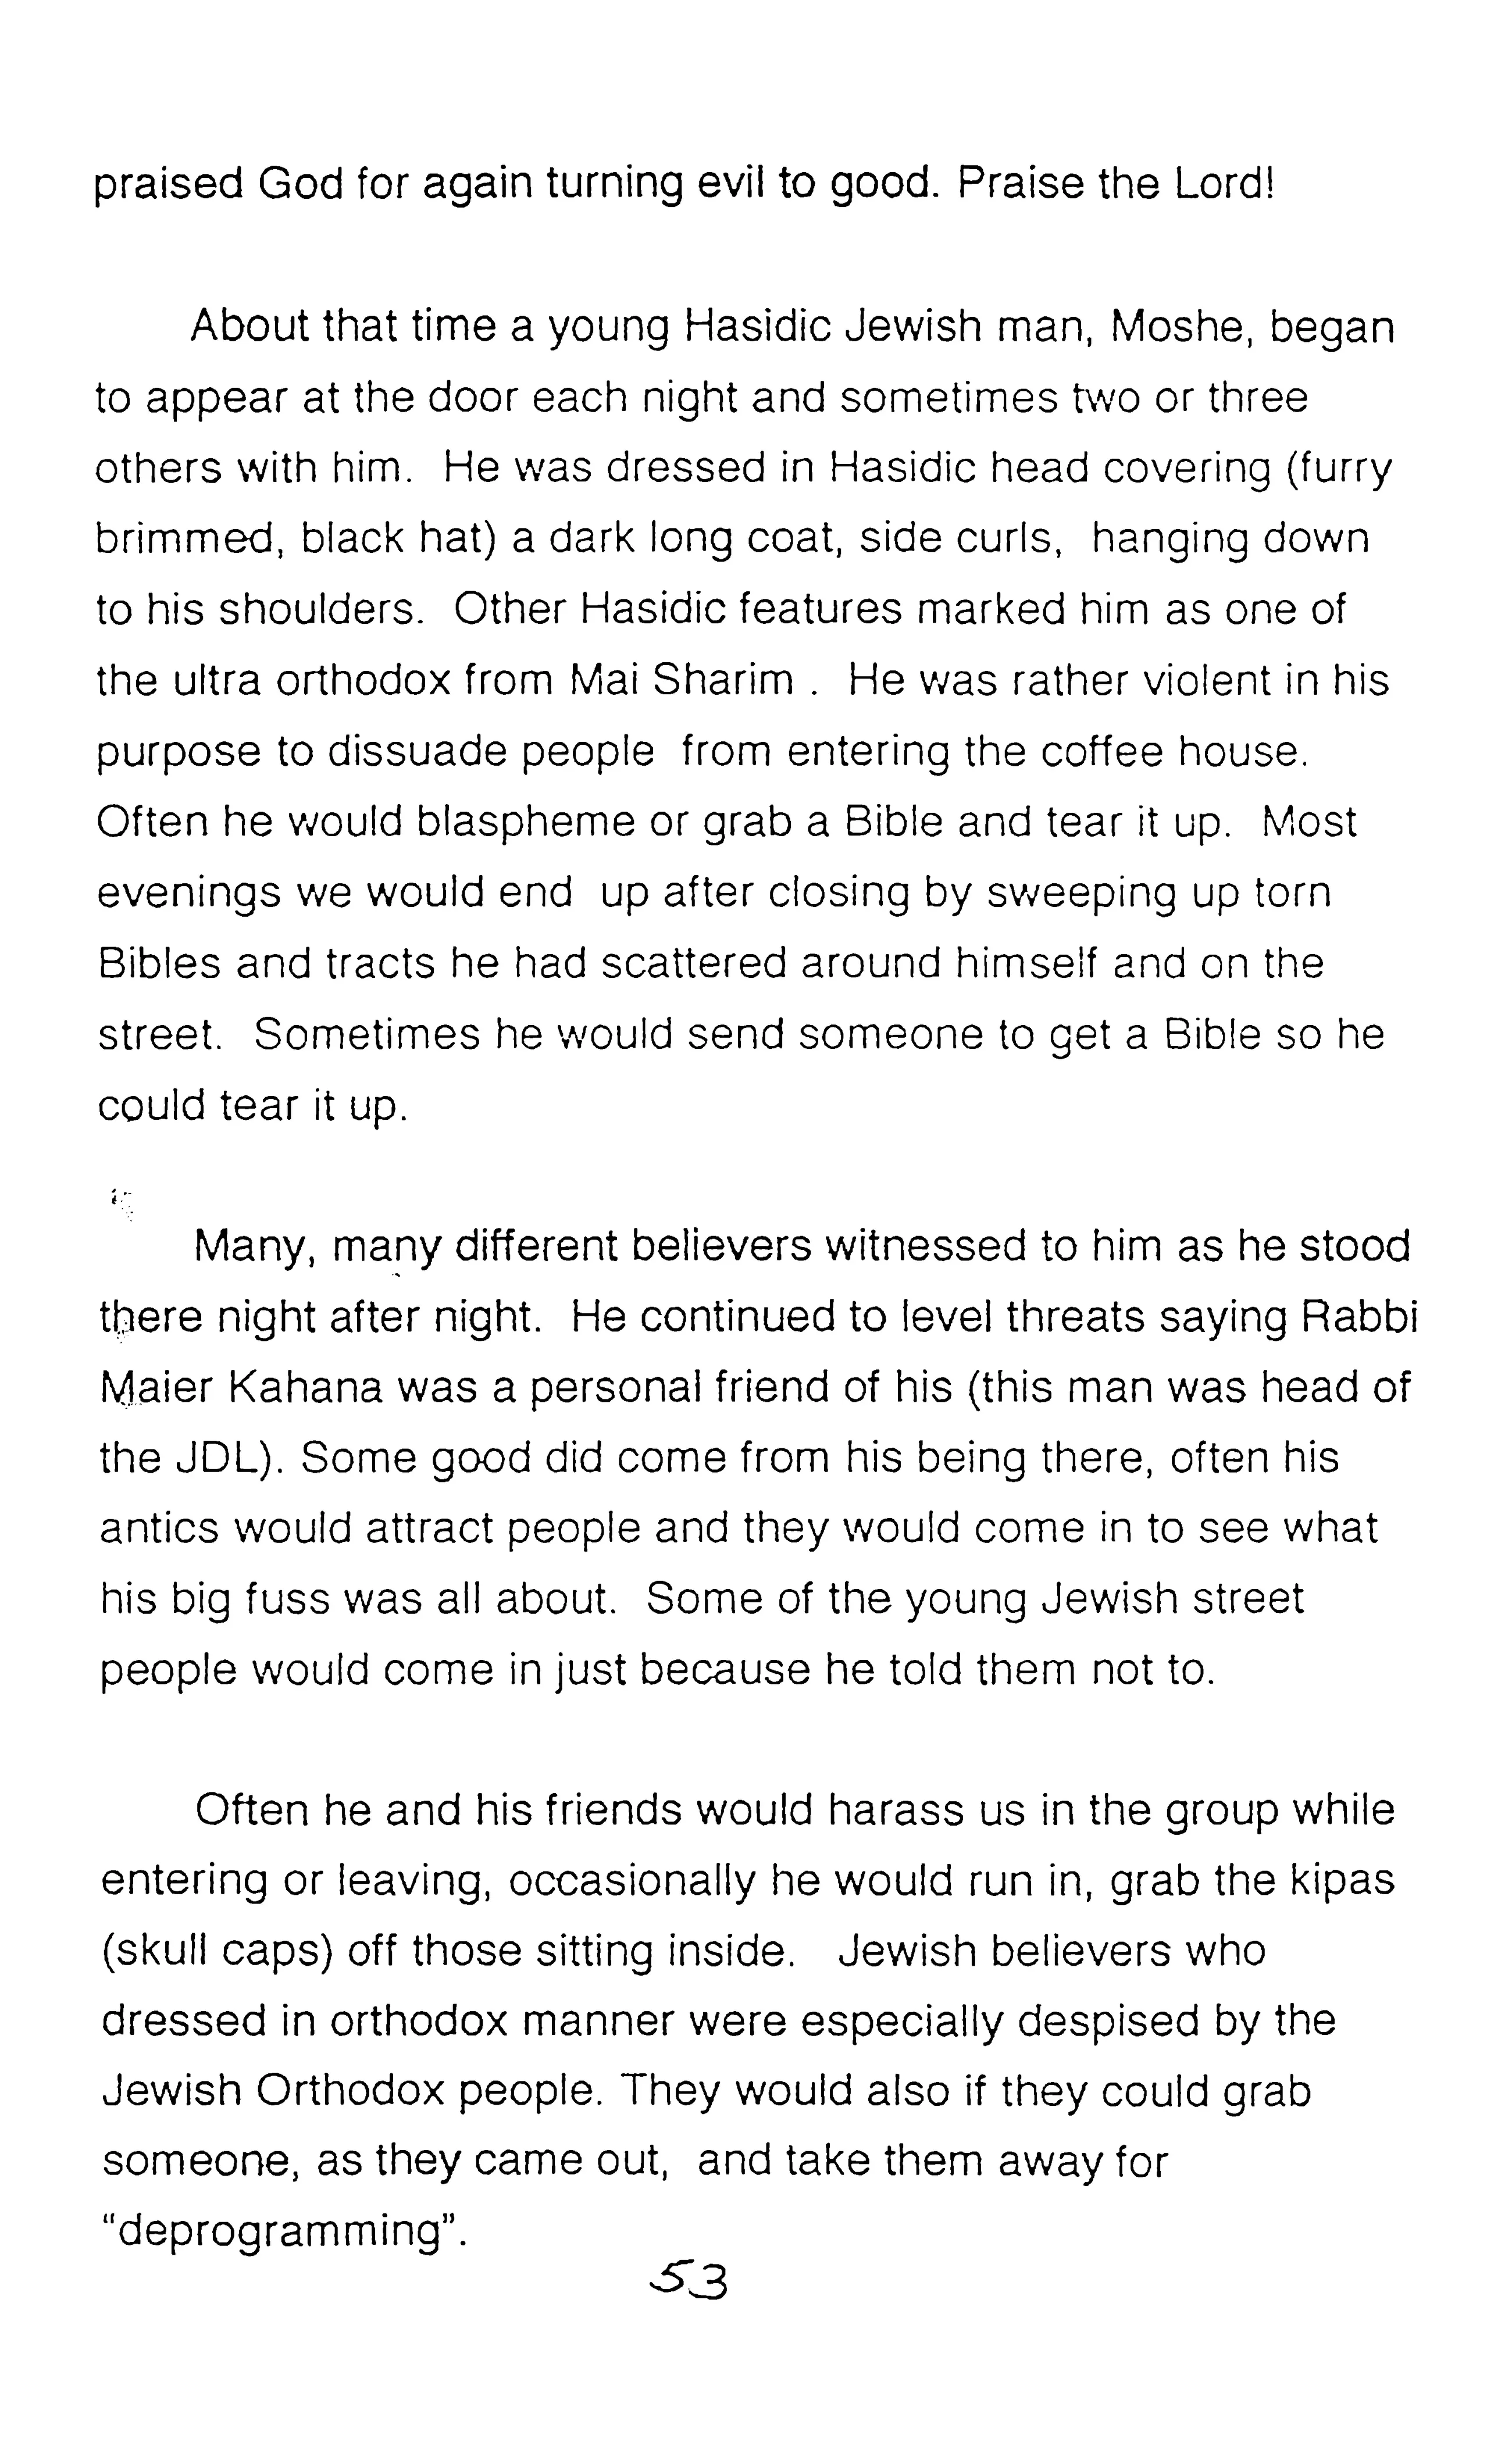 praised God for again turning evil to good. Praise the Lord!
About that time a young Hasidic Jewish man, Moshe, began
to appear at the door each night and sometimes two or three
others with him. He was dressed in Hasidic head covering (furry
brimmed, black hat) a dark long coat, side curls, hanging down
to his shoulders. Other Hasidic features marked him as one of
the ultra orthodox from Mai Sharim . He was rather violent in his
purpose to dissuade people from entering the coffee house.
Often he would blaspheme or grab a Bible and tear it up. Most
evenings we would end up after closing by sweeping up torn
Bibles and tracts he had scattered around himself and on the
street. Sometimes he would send someone to get a Bible so he
could tear it up.
Many, many different believers witnessed to him as he stood
there night after night. He continued to level threats saying Rabbi
Maier Kahana was a personal friend of his (this man was head of
the JDL). Some good did come from his being there, often his
antics would attract people and they would come in to see what
his big fuss was all about. Some of the young Jewish street
people would come in just because he told them not to.
Often he and his friends would harass us in the group while
entering or leaving, occasionally he would run in, grab the kipas
(skull caps) off those sitting inside. Jewish believers who
dressed in orthodox manner were especially despised by the
Jewish Orthodox people. They would also if they could grab
someone, as they came out, and take them away for
"deprogramming".
53